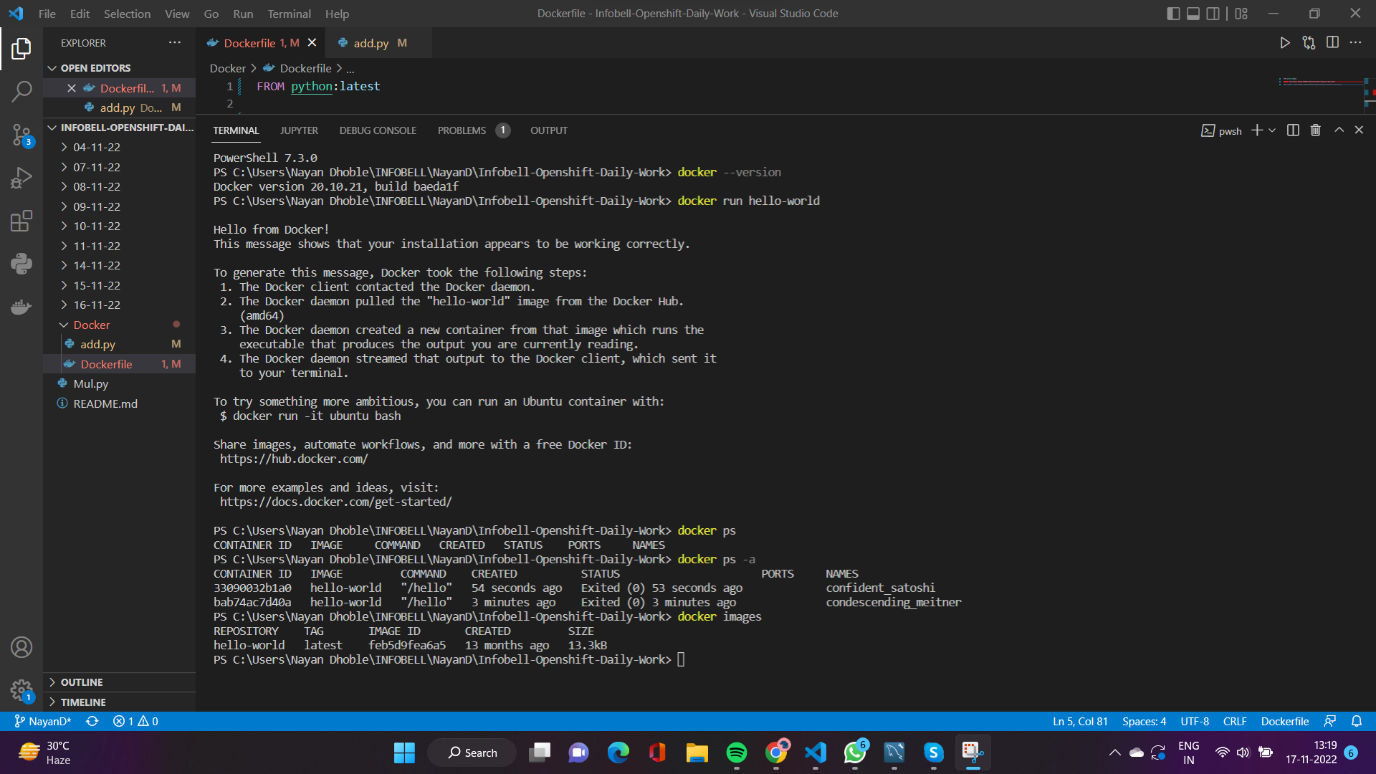 File Edit Selection View Go Run Terminal Help
Dockerfile - Infobell-Openshift-Daily-Work - Visual Studio Code
EXPLORER
OPEN EDITORS
Dockerfil... 1, M
add.py Do... M
INFOBELL-OPENSHIFT-DAI...
04-11-22
07-11-22
08-11-22
09-11-22
10-11-22
11-11-22
14-11-22
15-11-22
16-11-22
Docker
add.py M
Dockerfile 1, M
Mul.py
README.md
OUTLINE
TIMELINE
3
1
Dockerfile 1, M
add.py M
Docker > Dockerfile > ...
1 FROM python:latest
2
TERMINAL JUPYTER DEBUG CONSOLE PROBLEMS 1 OUTPUT
pwsh
PowerShell 7.3.0
PS C:\Users\Nayan Dhoble\INFOBELL\NayanD\Infobell-Openshift-Daily-Work> docker --version
Docker version 20.10.21, build baeda1f
PS C:\Users\Nayan Dhoble\INFOBELL\NayanD\Infobell-Openshift-Daily-Work> docker run hello-world
Hello from Docker!
This message shows that your installation appears to be working correctly.
To generate this message, Docker took the following steps:
1. The Docker client contacted the Docker daemon.
2. The Docker daemon pulled the "hello-world" image from the Docker Hub.
(amd64)
3. The Docker daemon created a new container from that image which runs the
executable that produces the output you are currently reading.
4. The Docker daemon streamed that output to the Docker client, which sent it
to your terminal.
To try something more ambitious, you can run an Ubuntu container with:
$ docker run -it ubuntu bash
Share images, automate workflows, and more with a free Docker ID:
https://hub.docker.com/
For more examples and ideas, visit:
https://docs.docker.com/get-started/
PS C:\Users\Nayan Dhoble\INFOBELL\NayanD\Infobell-Openshift-Daily-Work> docker ps
CONTAINER ID IMAGE COMMAND CREATED STATUS PORTS NAMES
PS C:\Users\Nayan Dhoble\INFOBELL\NayanD\Infobell-Openshift-Daily-Work> docker ps -a
CONTAINER ID IMAGE COMMAND CREATED STATUS PORTS NAMES
33090032b1a0 hello-world "/hello" 54 seconds ago Exited (0) 53 seconds ago confident_satoshi
bab74ac7d40a hello-world "/hello" 3 minutes ago Exited (0) 3 minutes ago condescending_meitner
PS C:\Users\Nayan Dhoble\INFOBELL\NayanD\Infobell-Openshift-Daily-Work> docker images
REPOSITORY TAG IMAGE ID CREATED SIZE
hello-world latest feb5d9fea6a5 13 months ago 13.3kB
PS C:\Users\Nayan Dhoble\INFOBELL\NayanD\Infobell-Openshift-Daily-Work>
NayanD* 1 0
Ln 5, Col 81 Spaces: 4 UTF-8 CRLF Dockerfile
30°C
Haze
Search
6
ENG
IN
13:19
17-11-2022
6